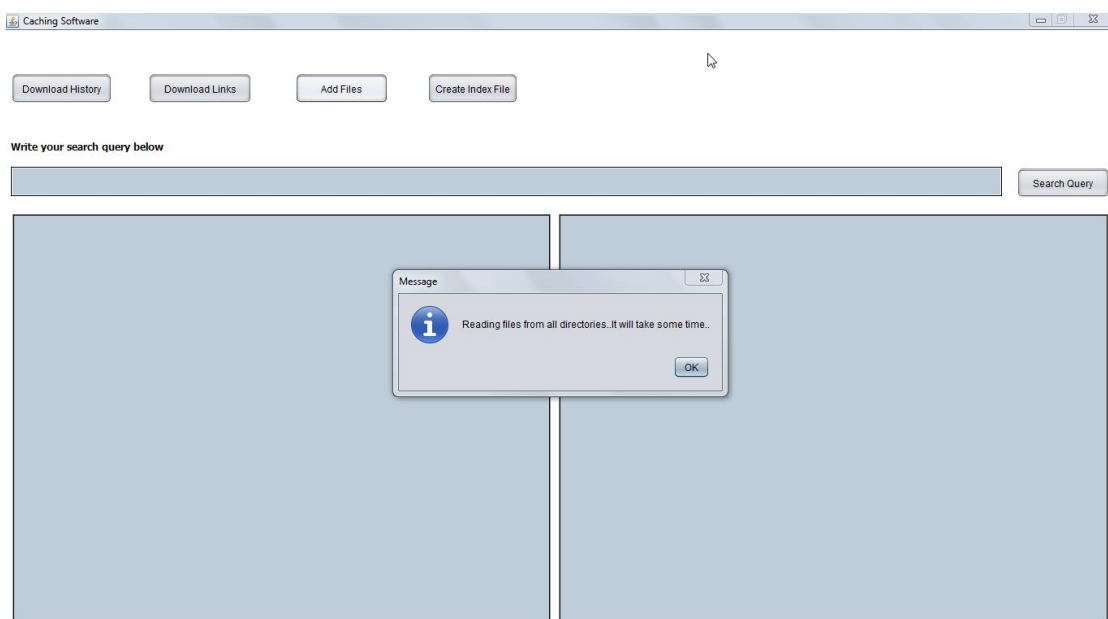 Caching Software
Download History Download Links Add Files Create Index File
Write your search query below
Search Query
Message
Reading files from all directories..It will take some time..
OK